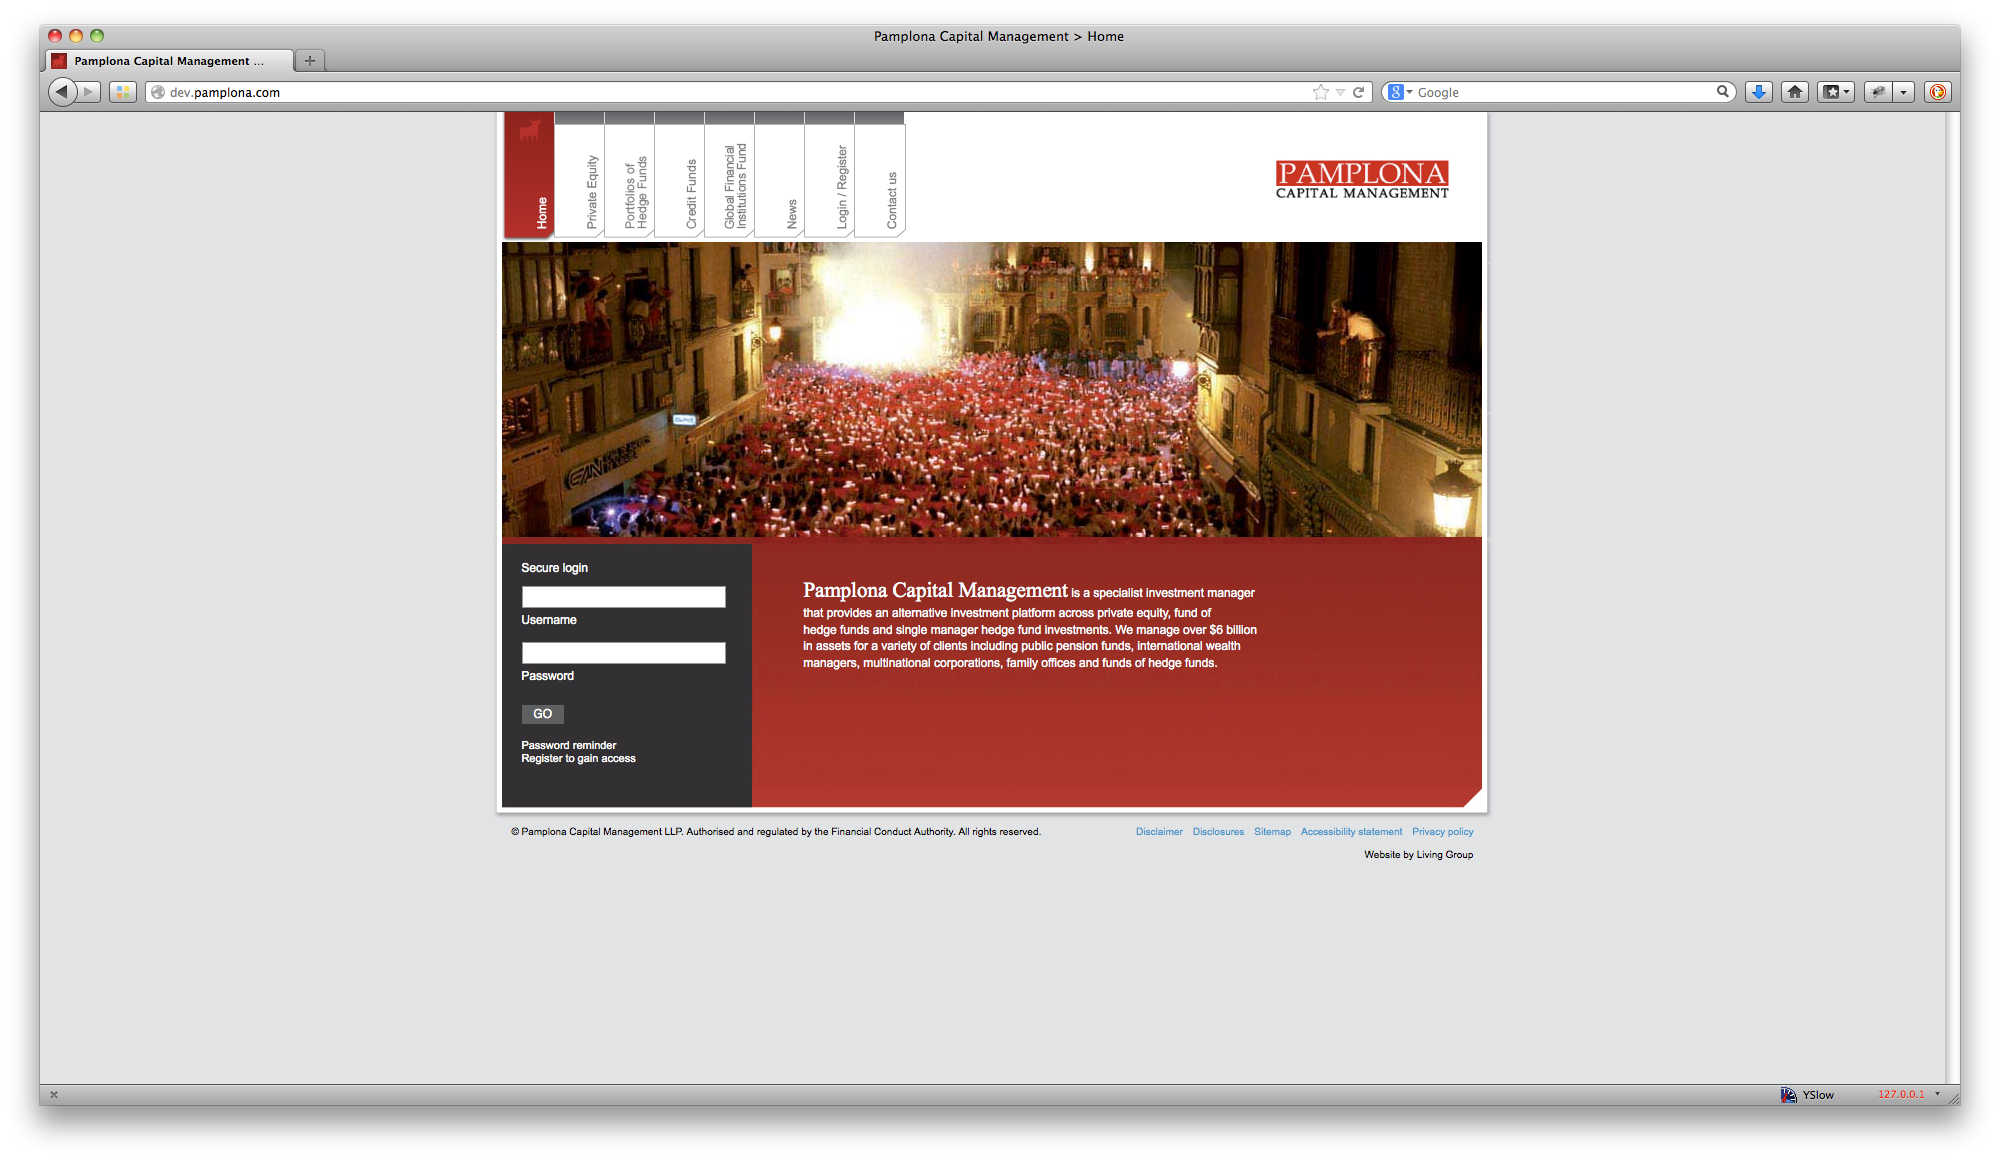 Pamplona Capital Management > Home
Pamplona Capital Management ...
dev.pamplona.com
Google
Home
Private Equity
Portfolios of
Hedge Funds
Credit Funds
Global Financial
Institutions Fund
News
Login / Register
Contact us
PAMPLONA
CAPITAL MANAGEMENT
CAN
Secure login
Username
Password
GO
Password reminder
Register to gain access
Pamplona Capital Management is a specialist investment manager
that provides an alternative investment platform across private equity, fund of
hedge funds and single manager hedge fund investments. We manage over $6 billion
in assets for a variety of clients including public pension funds, international wealth
managers, multinational corporations, family offices and funds of hedge funds.
© Pamplona Capital Management LLP. Authorised and regulated by the Financial Conduct Authority. All rights reserved.
Disclaimer Disclosures Sitemap Accessibility statement Privacy policy
Website by Living Group
YSlow
127.0.0.1